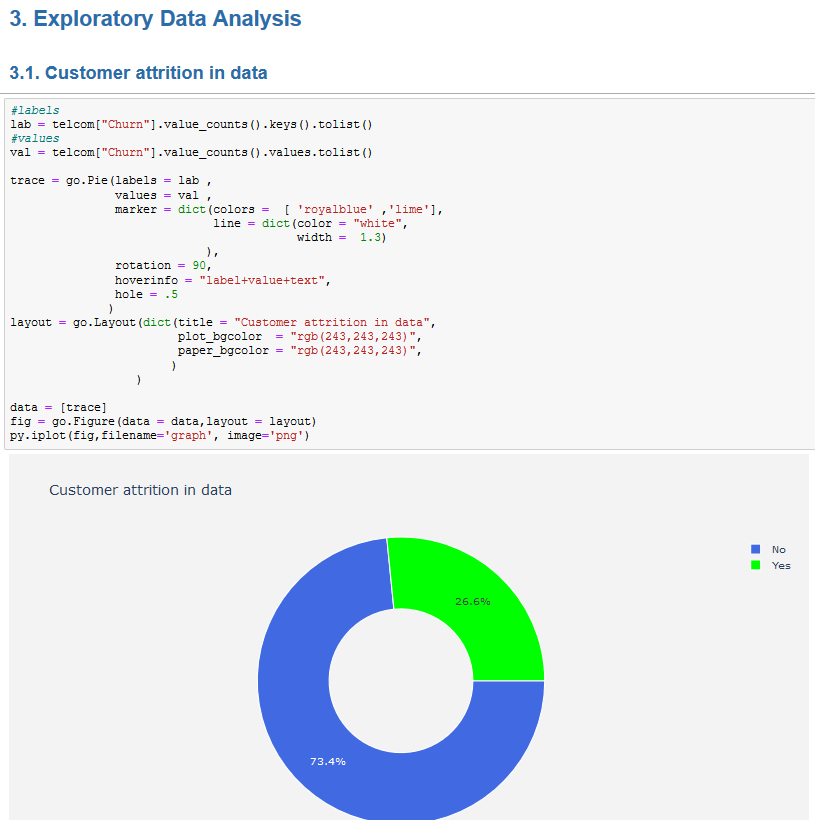 3. Exploratory Data Analysis
3.1. Customer attrition in data
#labels
lab = telcom["Churn"].value_counts().keys().tolist()
#values
val = telcom["Churn"].value_counts().values.tolist()
trace = go.Pie(labels = lab ,
values = val ,
marker = dict(colors =  [ 'royalblue' ,'lime'],
line = dict(color = "white",
width =  1.3)
),
rotation = 90,
hoverinfo = "label+value+text",
hole = .5
)
layout = go.Layout(dict(title = "Customer attrition in data",
plot_bgcolor  = "rgb(243,243,243)",
paper_bgcolor = "rgb(243,243,243)",
)
)
data = [trace]
fig = go.Figure(data = data,layout = layout)
py.iplot(fig,filename='graph', image='png')
Customer attrition in data
No
Yes
26.6%
73.4%